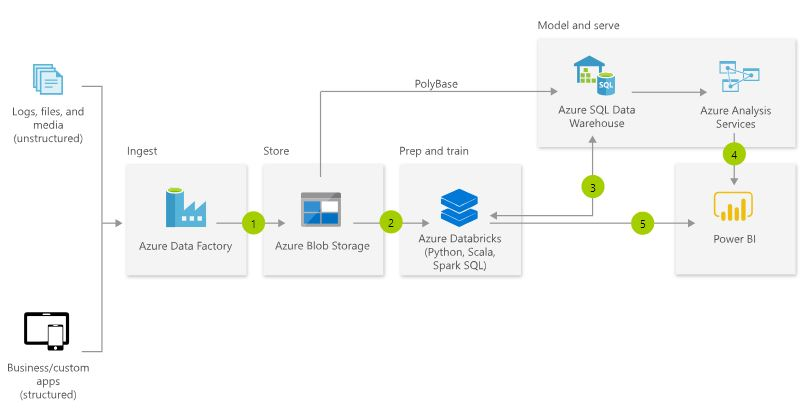 Model and serve
PolyBase
SQL
Azure SQL Data
Warehouse
Azure Analysis
Services
Logs, files, and
media
(unstructured)
Ingest
Store
Prep and train
3
4
1
2
5
Azure Data Factory
Azure Blob Storage
Azure Databricks
(Python, Scala,
Spark SQL)
Power BI
Business/custom
apps
(structured)